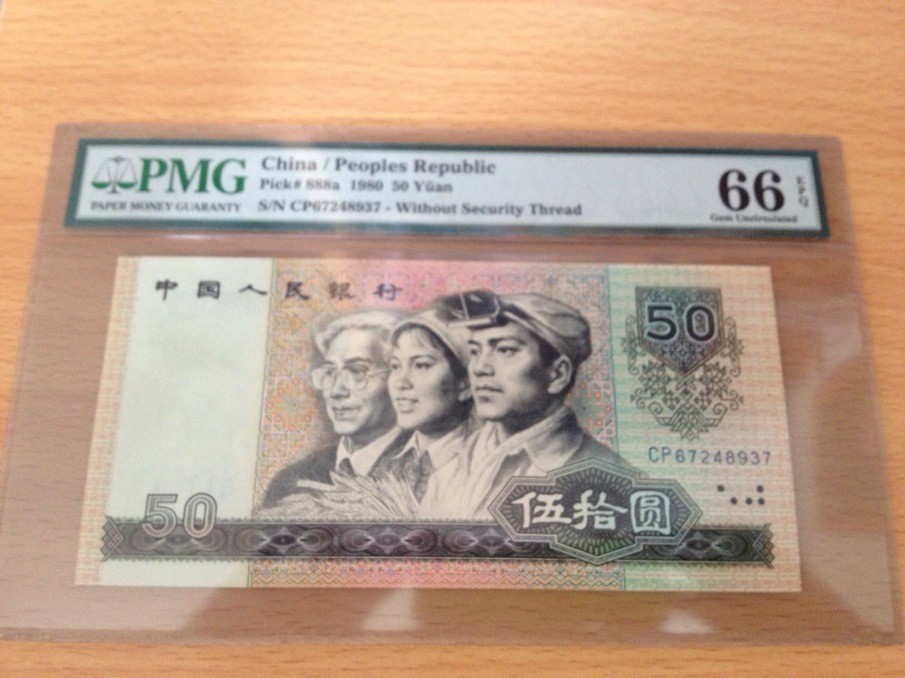 PMG
PAPER MONEY GUARANTY
China / Peoples Republic
Pick# 888a 1980 50 Yüan
S/N CP67248937 - Without Security Thread
66 EPQ
Gem Uncirculated
中国人民銀行
50
CP67248937
50
伍拾圆